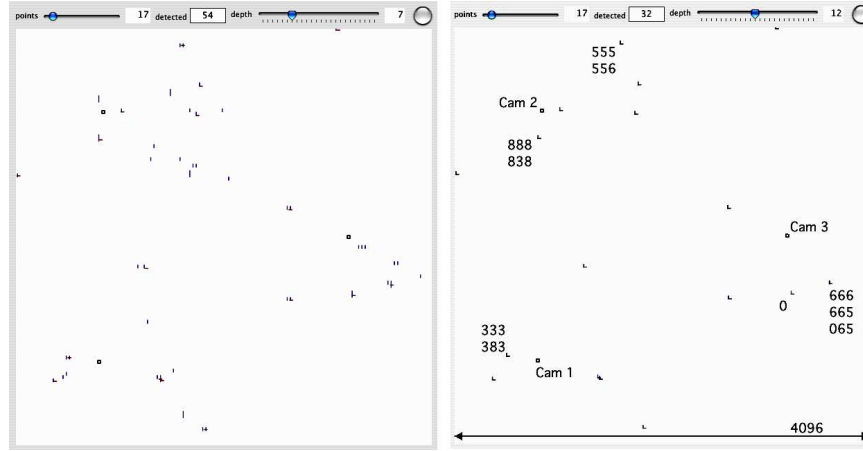 points 17 detected 54 depth 7
points 17 detected 32 depth 12
555
556
Cam 2
888
838
Cam 3
0
666
665
065
333
383
Cam 1
4096